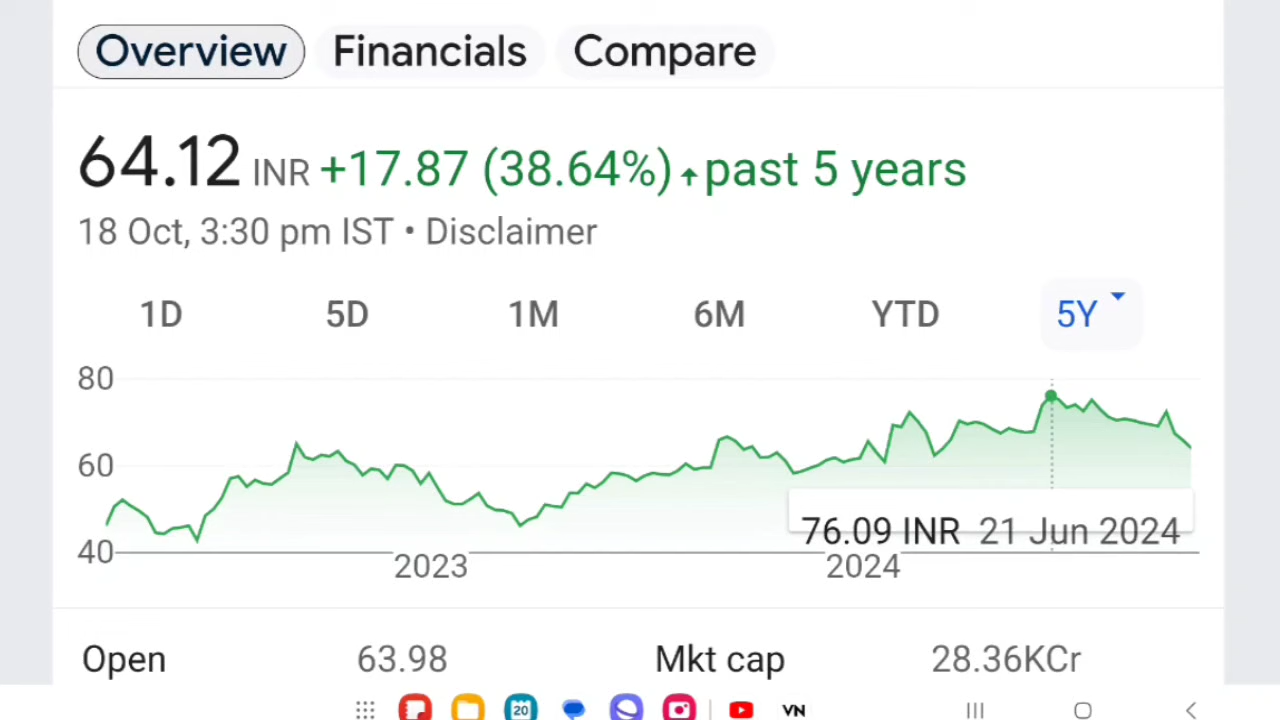 Overview Financials Compare
64.12 INR +17.87 (38.64%) ↑ past 5 years
18 Oct, 3:30 pm IST • Disclaimer
1D 5D 1M 6M YTD 5Y
80
60
40
76.09 INR 21 Jun 2024
2023 2024
Open 63.98 Mkt cap 28.36KCr
20 VN